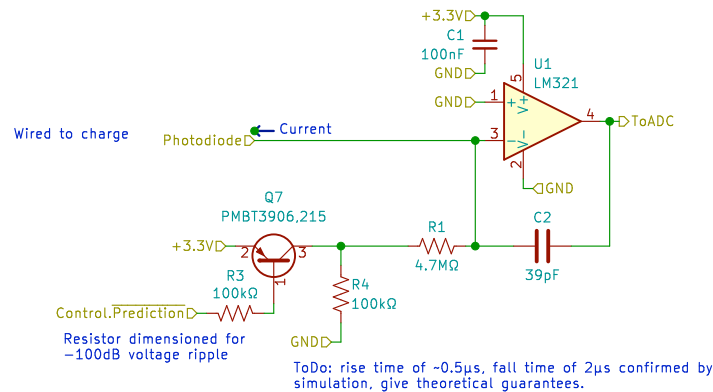 +3.3V
C1
100nF
GND
U1
LM321
5
GND
1
+
V+
4
ToADC
Wired to charge
Current
Photodiode
3
-
V-
2
GND
Q7
PMBT3906,215
+3.3V
2
3
1
R1
4.7MΩ
C2
39pF
R3
100kΩ
R4
100kΩ
Control.Prediction
GND
Resistor dimensioned for
-100dB voltage ripple
ToDo: rise time of ~0.5µs, fall time of 2µs confirmed by
simulation, give theoretical guarantees.